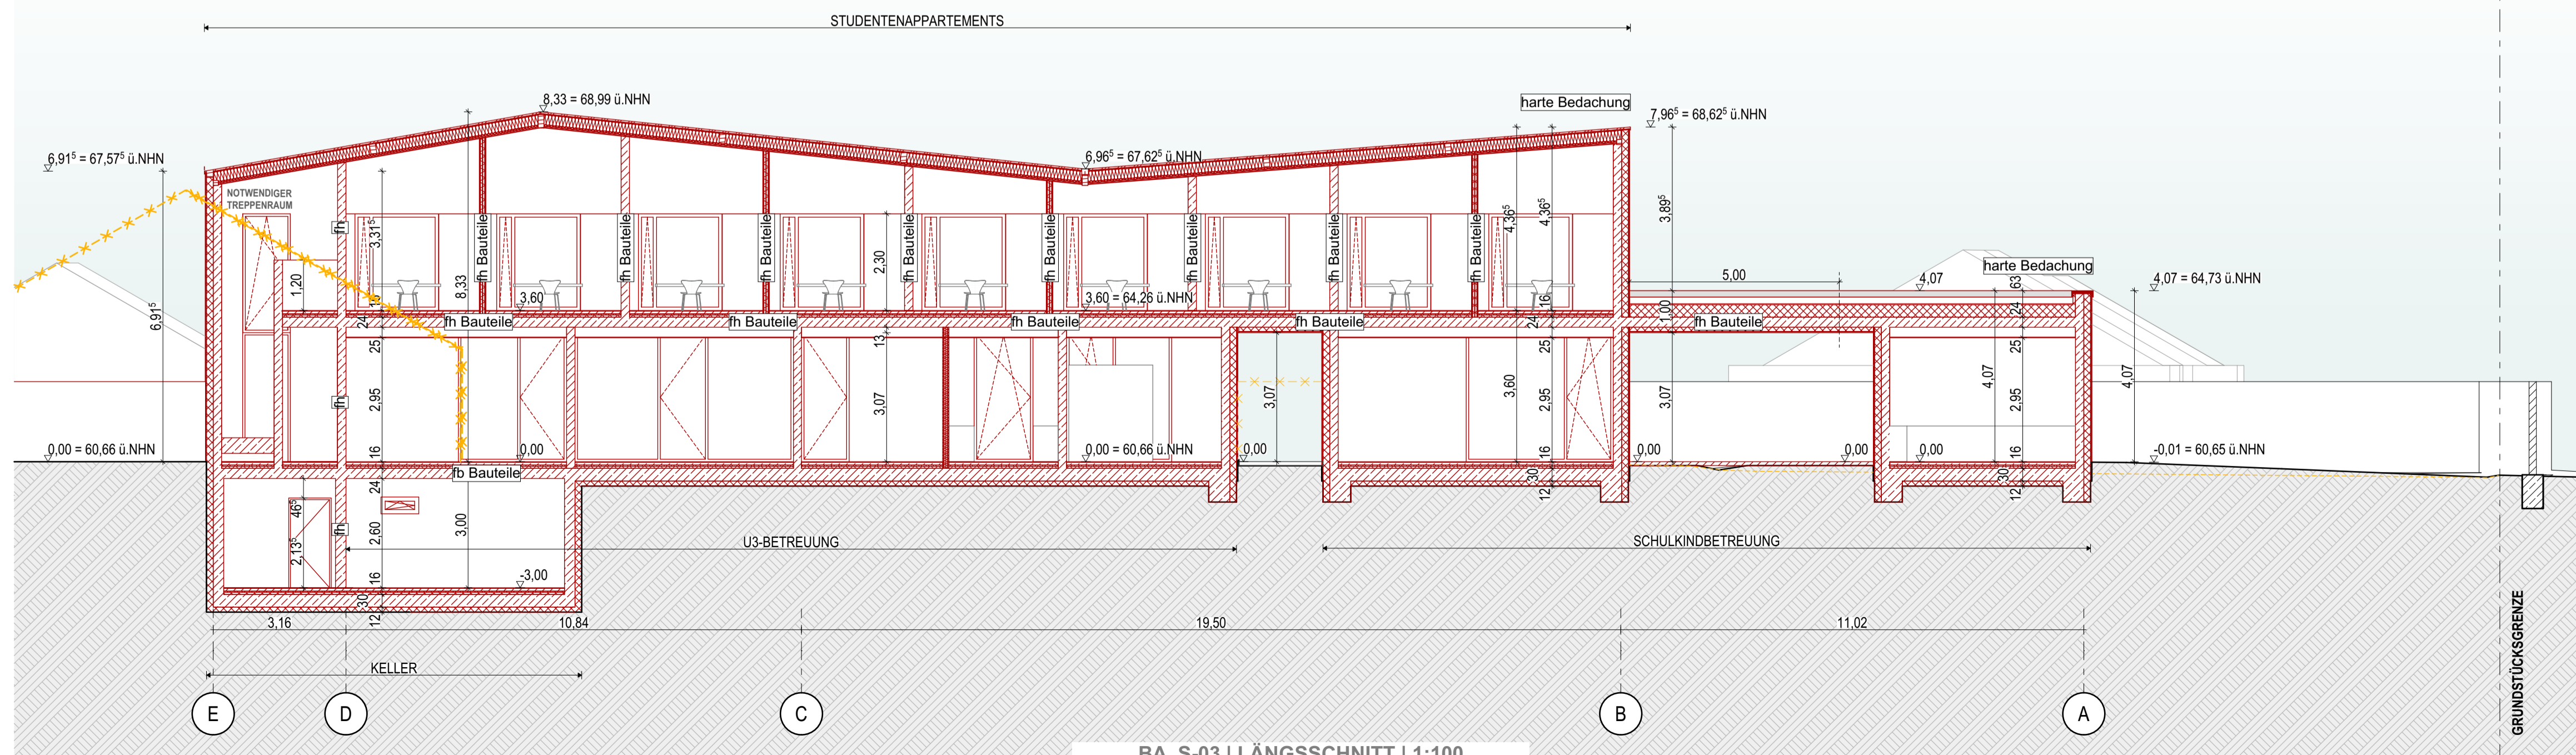 STUDENTENAPPARTEMENTS
8,33 = 68,99 ü.NHN
harte Bedachung
7,96⁵ = 68,62⁵ ü.NHN
6,91⁵ = 67,57⁵ ü.NHN
6,96⁵ = 67,62⁵ ü.NHN
NOTWENDIGER
TREPPENRAUM
fh
3,31⁵
8,33
fh Bauteile
fh Bauteile
fh Bauteile
fh Bauteile
fh Bauteile
fh Bauteile
fh Bauteile
fh Bauteile
2,30
4,36⁵
4,36⁵
3,89⁵
1,20
16
3,60
3,60 = 64,26 ü.NHN
16
5,00
4,07
harte Bedachung
63
4,07 = 64,73 ü.NHN
6,91⁵
24
fh Bauteile
fh Bauteile
fh Bauteile
fh Bauteile
24
1,00
fh Bauteile
24
25
13
25
25
fh
2,95
3,07
3,07
3,60
2,95
3,07
4,07
2,95
4,07
0,00 = 60,66 ü.NHN
16
0,00
0,00 = 60,66 ü.NHN
0,00
16
0,00
0,00
0,00
16
-0,01 = 60,65 ü.NHN
fb Bauteile
24
30
12
30
12
46⁵
2,13⁵
fh
2,60
3,00
U3-BETREUUNG
SCHULKINDBETREUUNG
16
-3,00
30
12
3,16
10,84
19,50
11,02
KELLER
GRUNDSTÜCKSGRENZE
E
D
C
B
A
BA S-03 | LÄNGSSCHNITT | 1:100